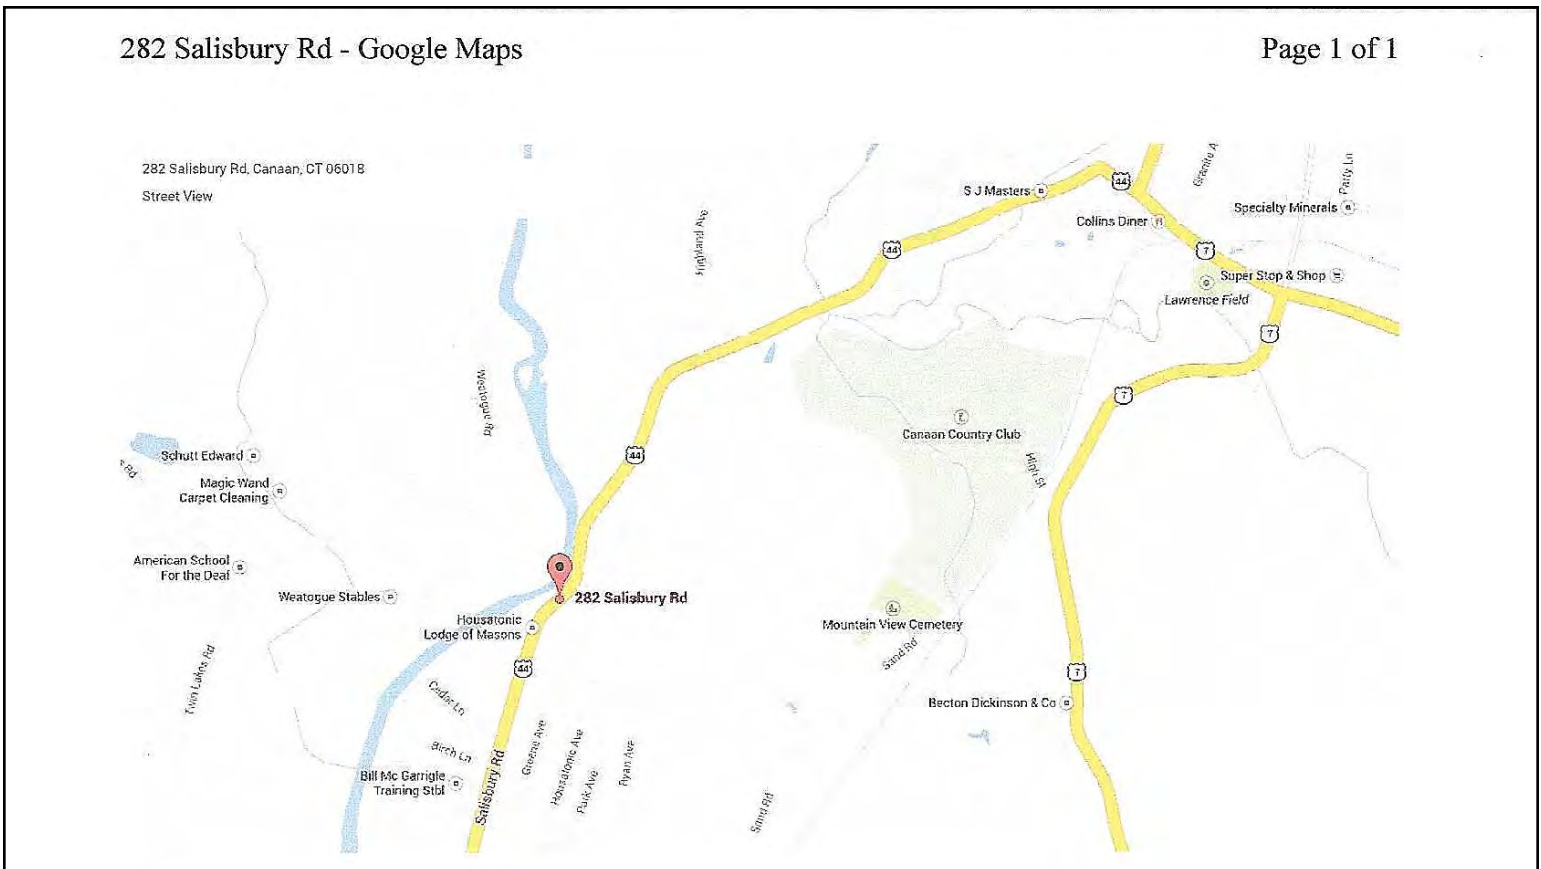 282 Salisbury Rd - Google Maps
Page 1 of 1
282 Salisbury Rd, Canaan, CT 06018
Street View
Highland Ave
S J Masters
44
Granite A
Party Ln
Specialty Minerals
Collins Diner
44
7
Super Stop & Shop
Lawrence Field
7
7
Weatogue Rd
Canaan Country Club
44
High St
Schutt Edward
Rd
Magic Wand
Carpet Cleaning
American School
For the Deaf
Weatogue Stables
282 Salisbury Rd
Housatonic
Lodge of Masons
Mountain View Cemetery
Sand Rd
44
7
Twin Lakes Rd
Cedar Ln
Becton Dickinson & Co
Birch Ln
Greene Ave
Housatonic Ave
Park Ave
Ryan Ave
Bill Mc Garrigle
Training Stbl
Salisbury Rd
Sand Rd